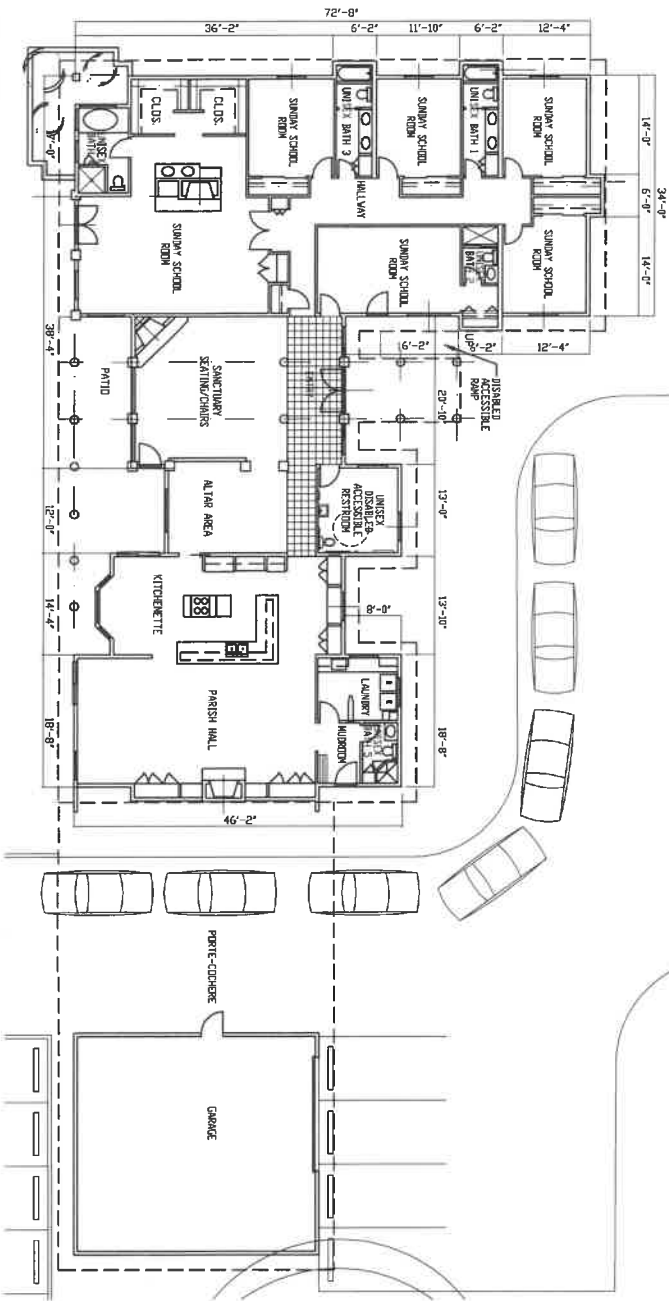 72'-8"
36'-2"
6'-2"
11'-10"
6'-2"
12'-4"
14'-0"
6'-0"
14'-0"
34'-0"
CLOS.
CLOS.
SUNDAY SCHOOL
ROOM
UNISEX
BATH 3
SUNDAY SCHOOL
ROOM
UNISEX
BATH 1
SUNDAY SCHOOL
ROOM
UNISEX
BATH
HALLWAY
SUNDAY SCHOOL
ROOM
SUNDAY SCHOOL
ROOM
UNISEX
BATH 2
SUNDAY SCHOOL
ROOM
38'-4"
PATIO
SANCTUARY
SEATING/CHAIRS
ENTRY
6'-2"
UP
12'-4"
DISABLED
ACCESSIBLE
RAMP
20'-10"
ALTAR AREA
UNISEX
DISABLED
ACCESSIBLE
RESTROOM
13'-0"
12'-0"
KITCHENETTE
8'-0"
13'-10"
14'-4"
LAUNDRY
PARISH HALL
MUDROOM
18'-8"
18'-8"
46'-2"
PORTE-COCHERE
GARAGE